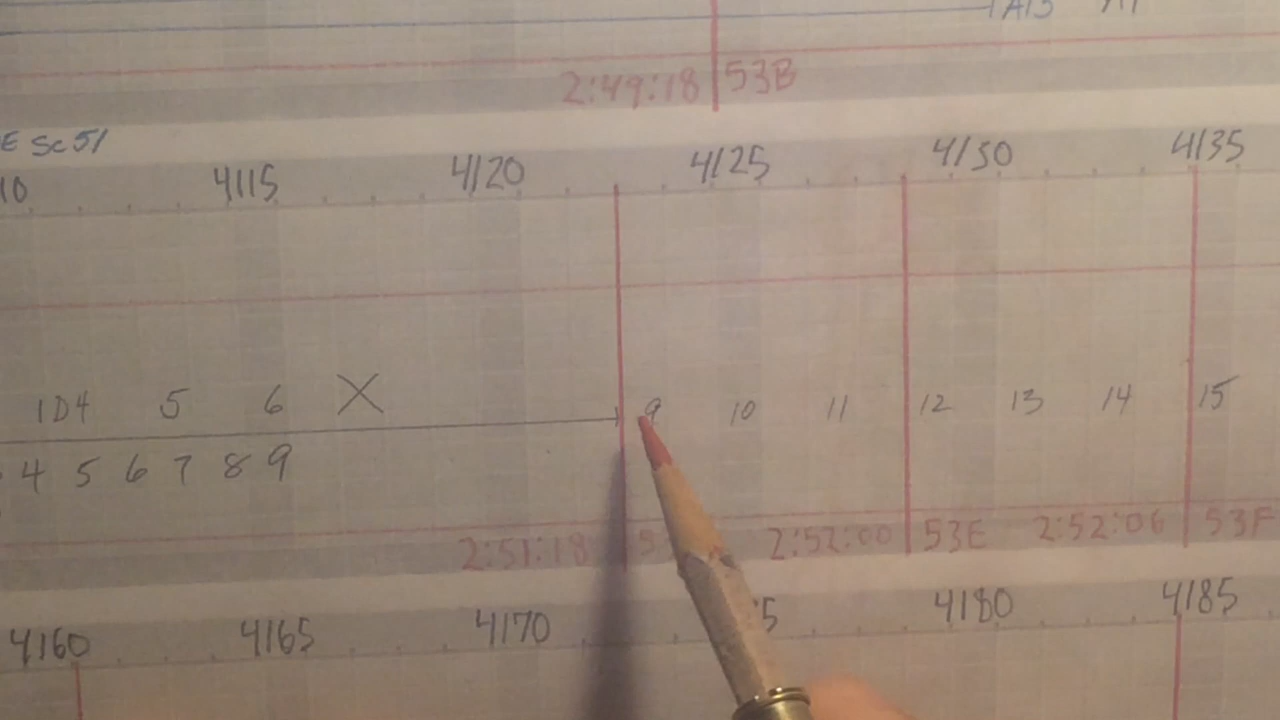 2:49:18 53B
E Sc 51
10 4115 4120 4125 4130 4135
1D4 5 6 X 9 10 11 12 13 14 15
4 5 6 7 8 9
2:51:18 2:52:00 53E 2:52:06 53F
4160 4165 4170 4180 4185